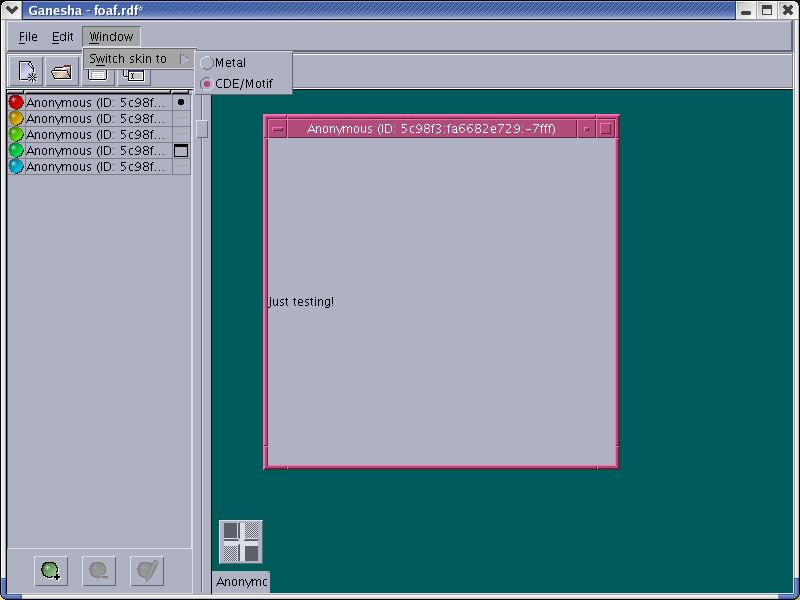 Ganesha - foaf.rdf*
File Edit Window
Switch skin to
Metal
CDE/Motif
Anonymous (ID: 5c98f...
Anonymous (ID: 5c98f...
Anonymous (ID: 5c98f...
Anonymous (ID: 5c98f...
Anonymous (ID: 5c98f...
Anonymous (ID: 5c98f3:fa6682e729:-7fff)
Just testing!
Anonymc